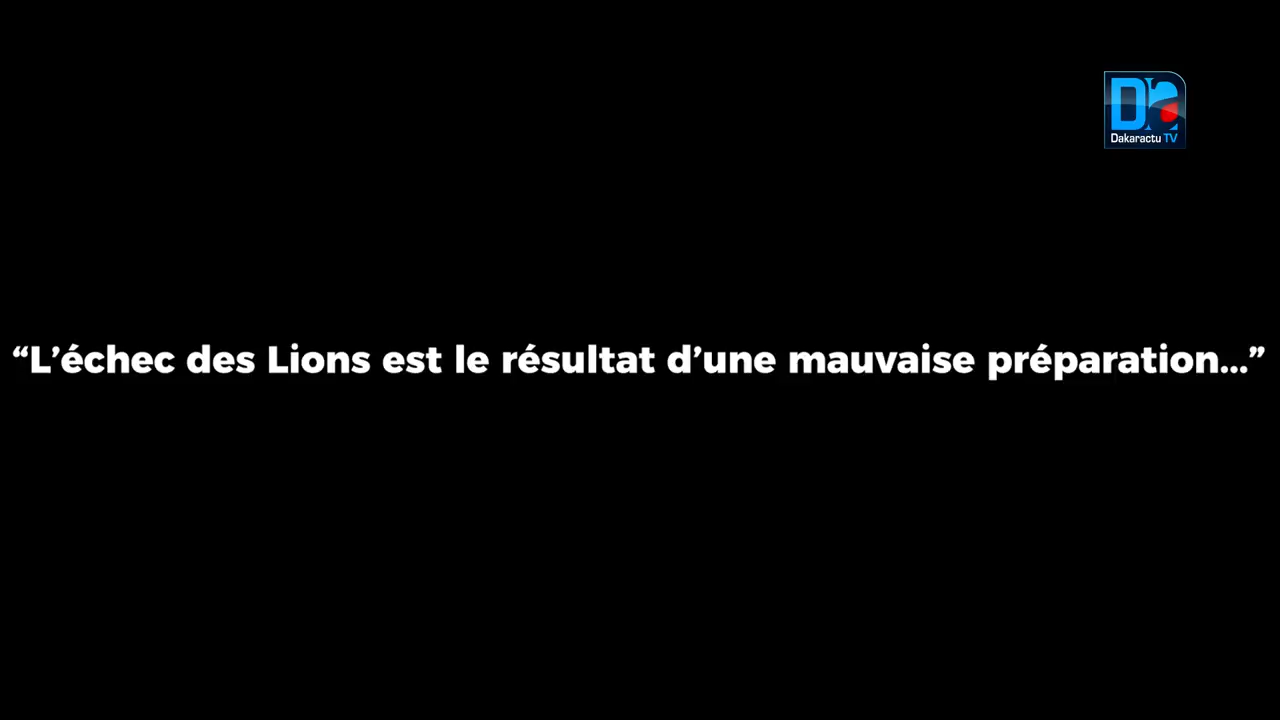 Dakaractu TV
“L’échec des Lions est le résultat d’une mauvaise préparation...”